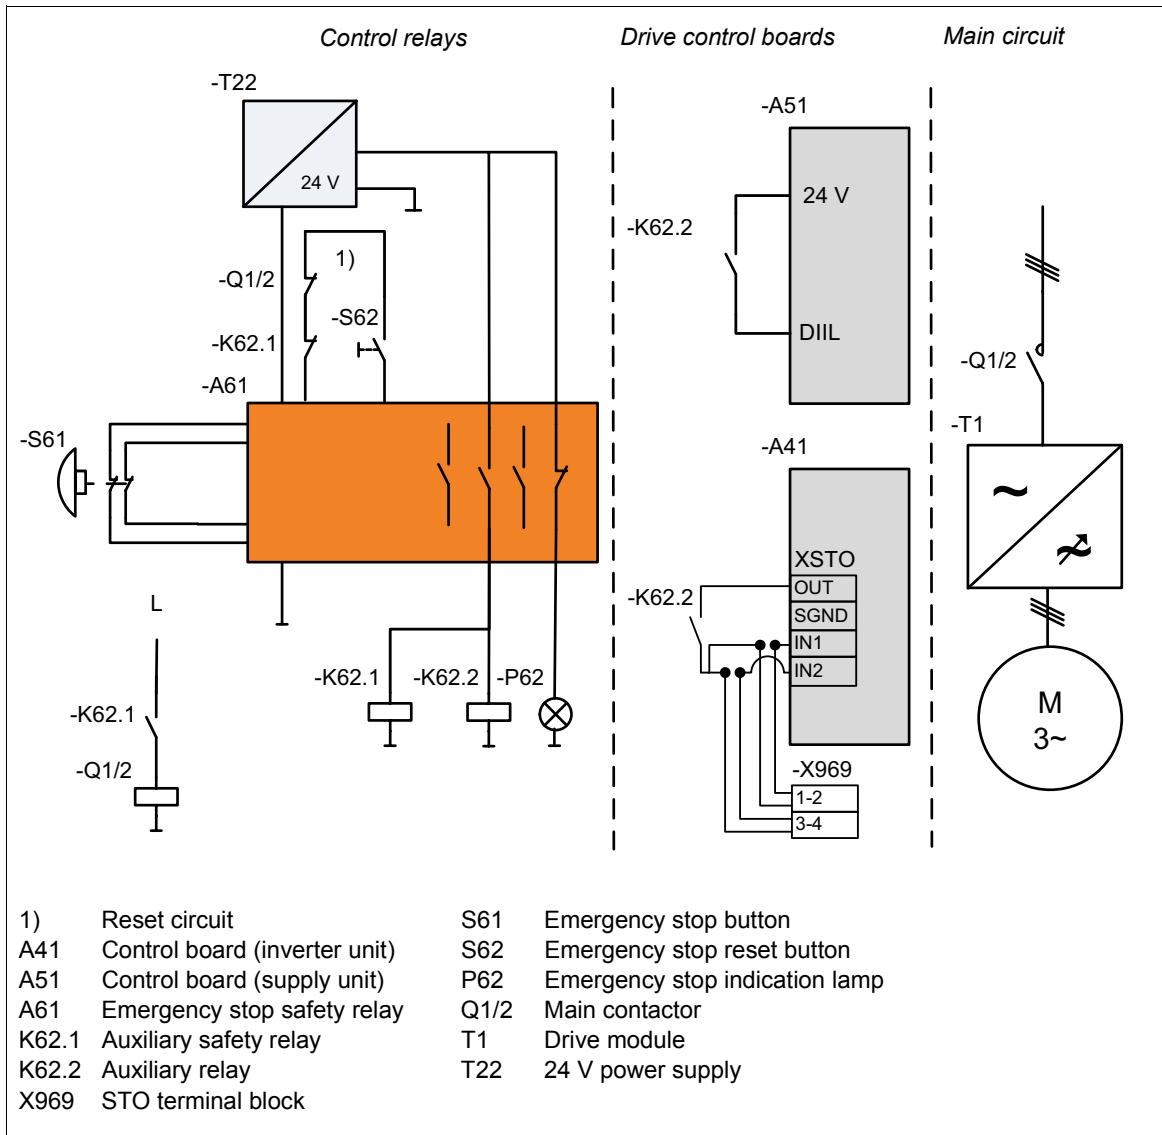 Control relays
Drive control boards
Main circuit
-T22
24 V
1)
-Q1/2
-S62
-K62.1
-A61
-S61
L
-K62.1
-Q1/2
-K62.1
-K62.2
-P62
-A51
24 V
-K62.2
DIIL
-A41
XSTO
OUT
-K62.2
SGND
IN1
IN2
-X969
1-2
3-4
-Q1/2
-T1
M
3~
1) Reset circuit
A41 Control board (inverter unit)
A51 Control board (supply unit)
A61 Emergency stop safety relay
K62.1 Auxiliary safety relay
K62.2 Auxiliary relay
X969 STO terminal block
S61 Emergency stop button
S62 Emergency stop reset button
P62 Emergency stop indication lamp
Q1/2 Main contactor
T1 Drive module
T22 24 V power supply